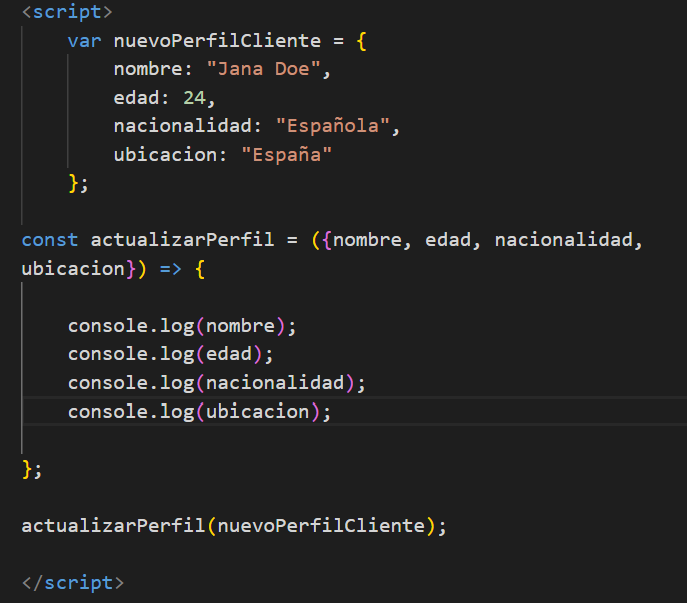 <script>
var nuevoPerfilCliente = {
nombre: "Jana Doe",
edad: 24,
nacionalidad: "Española",
ubicacion: "España"
};
const actualizarPerfil = ({nombre, edad, nacionalidad,
ubicacion}) => {
console.log(nombre);
console.log(edad);
console.log(nacionalidad);
console.log(ubicacion);
};
actualizarPerfil(nuevoPerfilCliente);
</script>